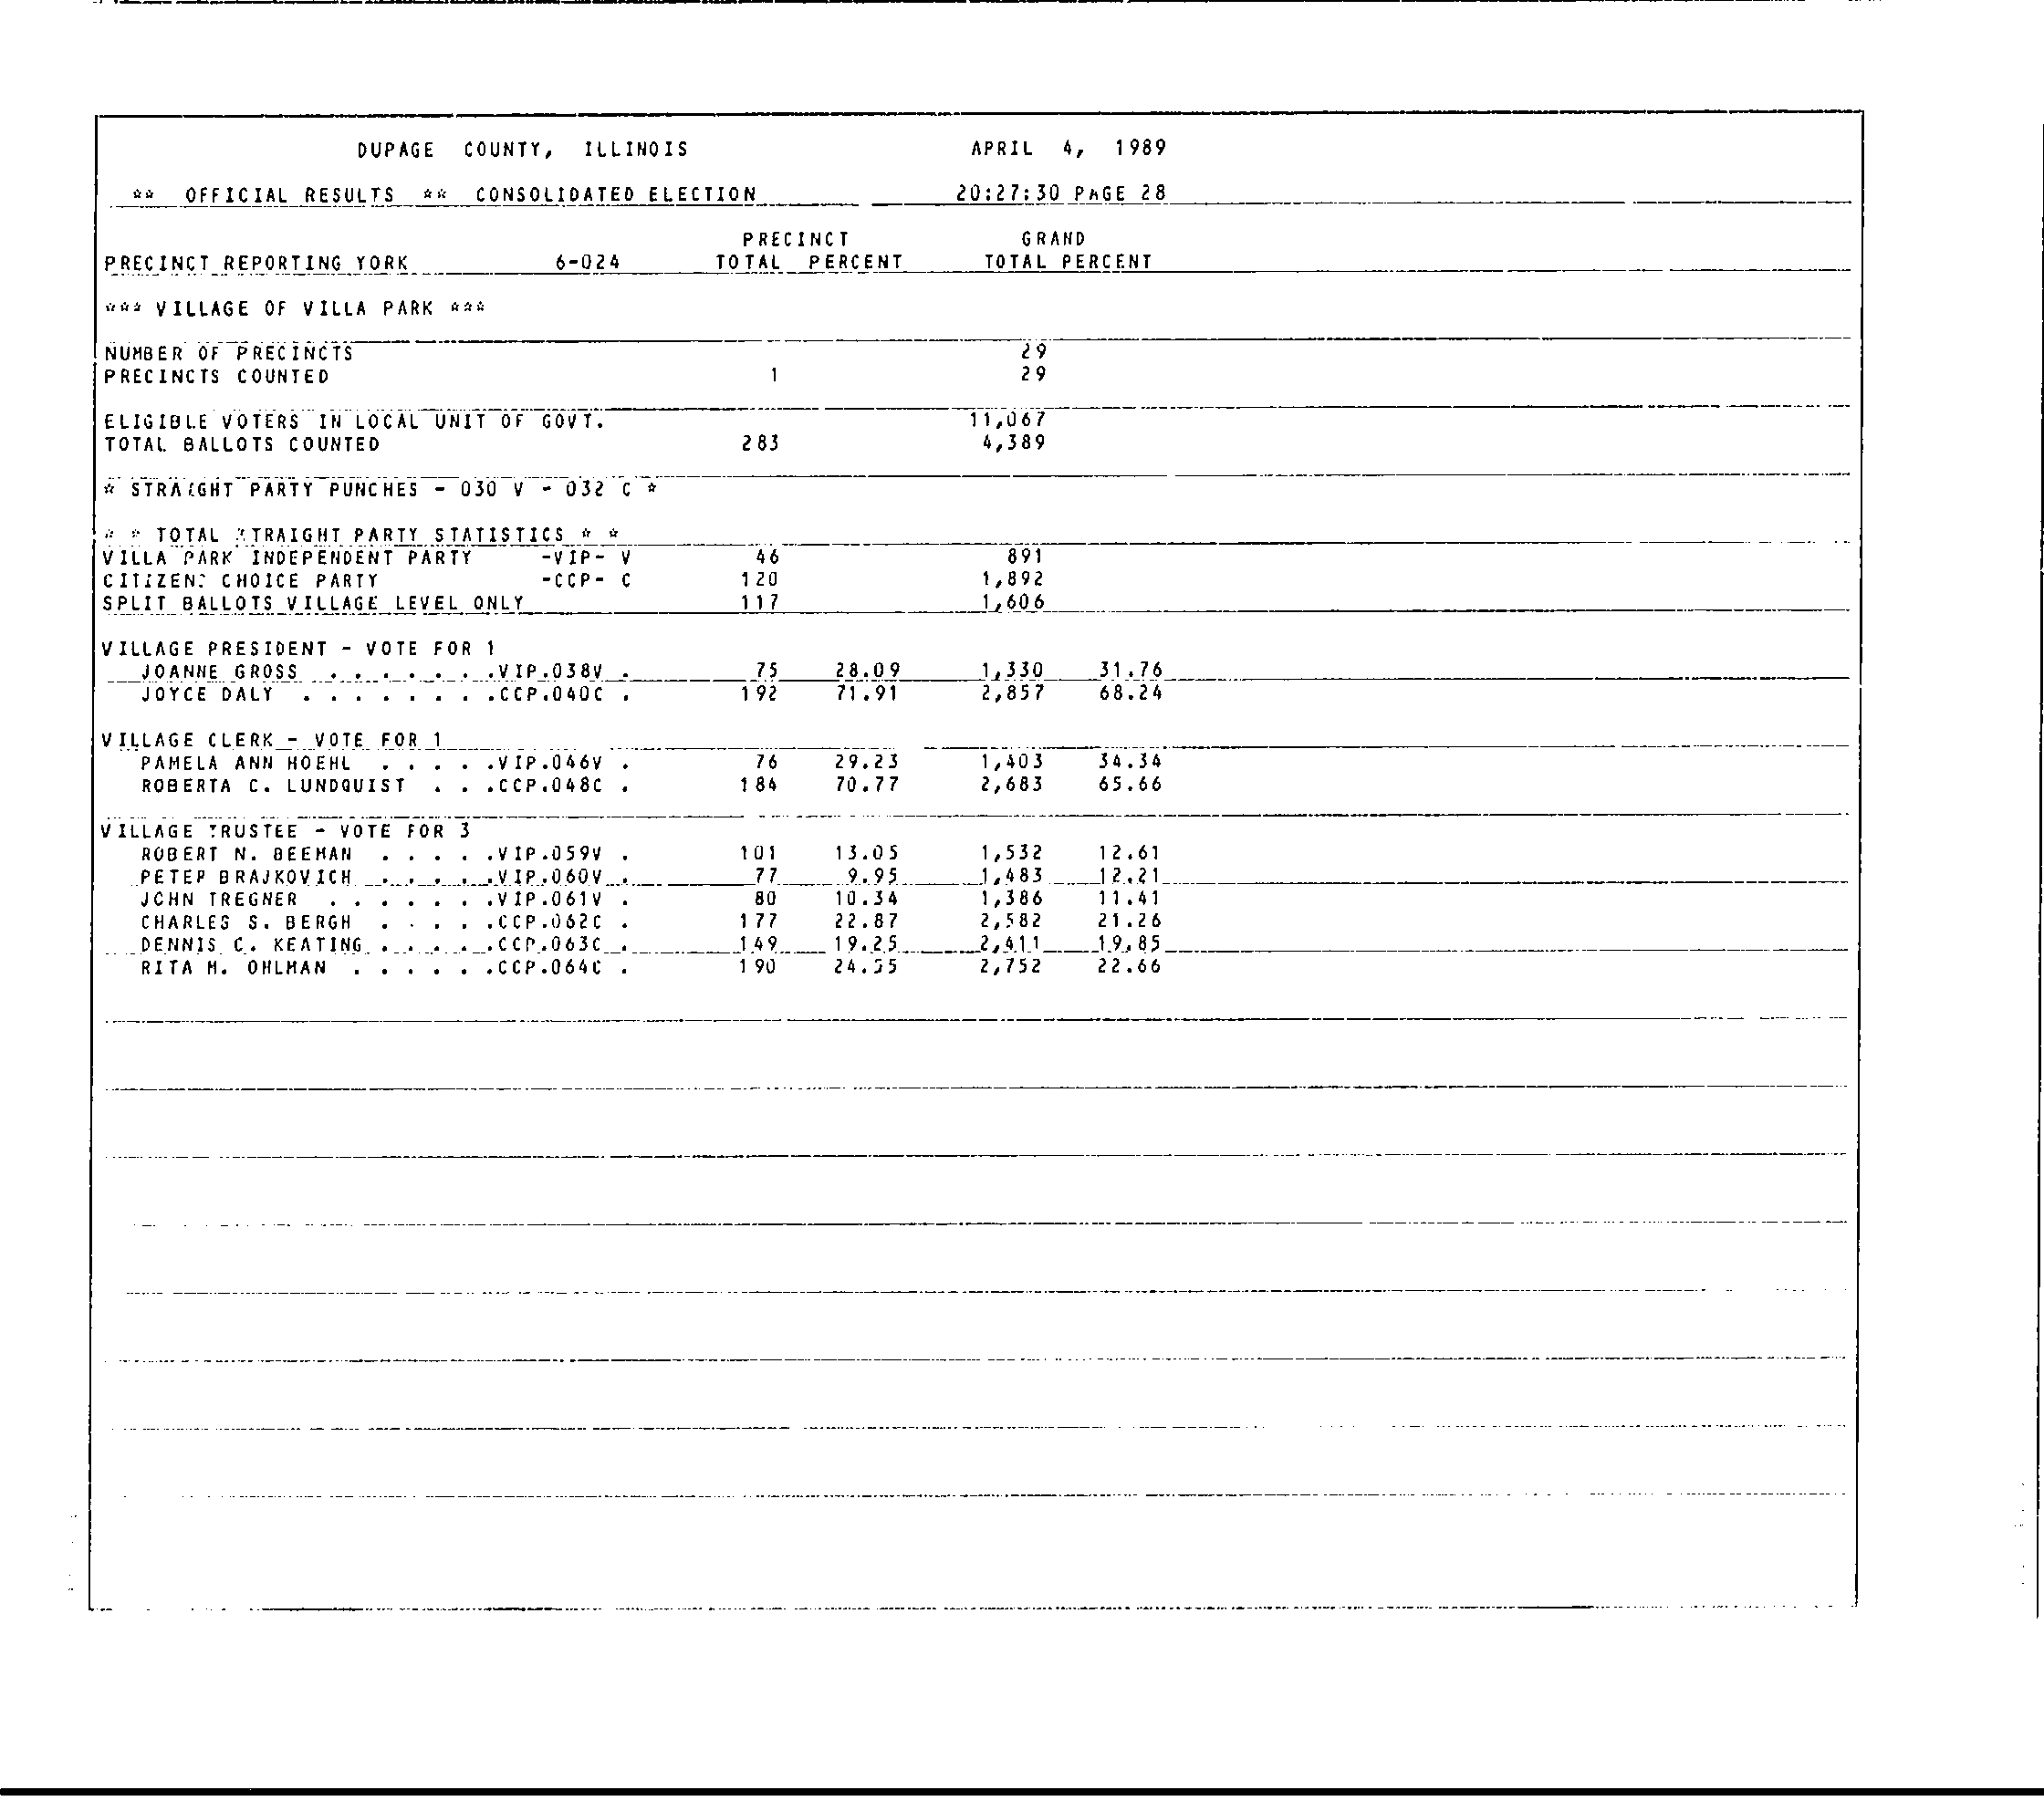 DUPAGE COUNTY, ILLINOIS APRIL 4, 1989
** OFFICIAL RESULTS ** CONSOLIDATED ELECTION 20:27:30 PAGE 28
PRECINCT GRAND
PRECINCT REPORTING YORK 6-024 TOTAL PERCENT TOTAL PERCENT
*** VILLAGE OF VILLA PARK ***
NUMBER OF PRECINCTS 29
PRECINCTS COUNTED 1 29
ELIGIBLE VOTERS IN LOCAL UNIT OF GOVT. 11,067
TOTAL BALLOTS COUNTED 283 4,389
* STRAIGHT PARTY PUNCHES - 030 V - 032 C *
* * TOTAL STRAIGHT PARTY STATISTICS * *
VILLA PARK INDEPENDENT PARTY -VIP- V 46 891
CITIZENS CHOICE PARTY -CCP- C 120 1,892
SPLIT BALLOTS VILLAGE LEVEL ONLY 117 1,606
VILLAGE PRESIDENT - VOTE FOR 1
JOANNE GROSS . . . . . . .VIP.038V . 75 28.09 1,330 31.76
JOYCE DALY . . . . . . . .CCP.040C . 192 71.91 2,857 68.24
VILLAGE CLERK - VOTE FOR 1
PAMELA ANN HOEHL . . . . .VIP.046V . 76 29.23 1,403 34.34
ROBERTA C. LUNDQUIST . . .CCP.048C . 184 70.77 2,683 65.66
VILLAGE TRUSTEE - VOTE FOR 3
ROBERT N. BEEMAN . . . . .VIP.059V . 101 13.05 1,532 12.61
PETER BRAJKOVICH . . . . .VIP.060V . 77 9.95 1,483 12.21
JOHN TREGNER . . . . . . .VIP.061V . 80 10.34 1,386 11.41
CHARLES S. BERGH . . . . .CCP.062C . 177 22.87 2,582 21.26
DENNIS C. KEATING . . . . .CCP.063C . 149 19.25 2,411 19.85
RITA M. OHLMAN . . . . . .CCP.064C . 190 24.55 2,752 22.66